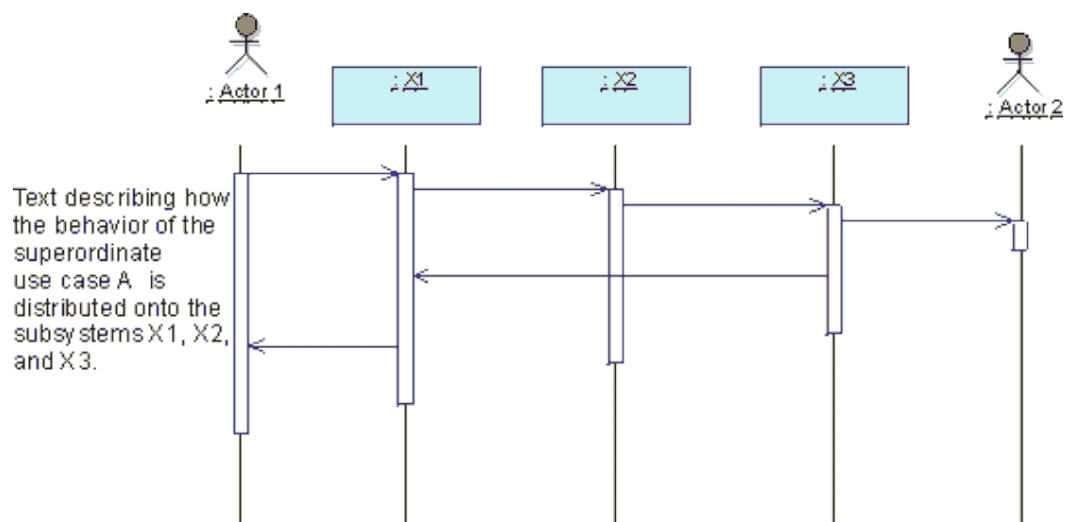 : Actor 1
: X1
: X2
: X3
: Actor 2
Text describing how
the behavior of the
superordinate
use case A is
distributed onto the
subsystems X1, X2,
and X3.